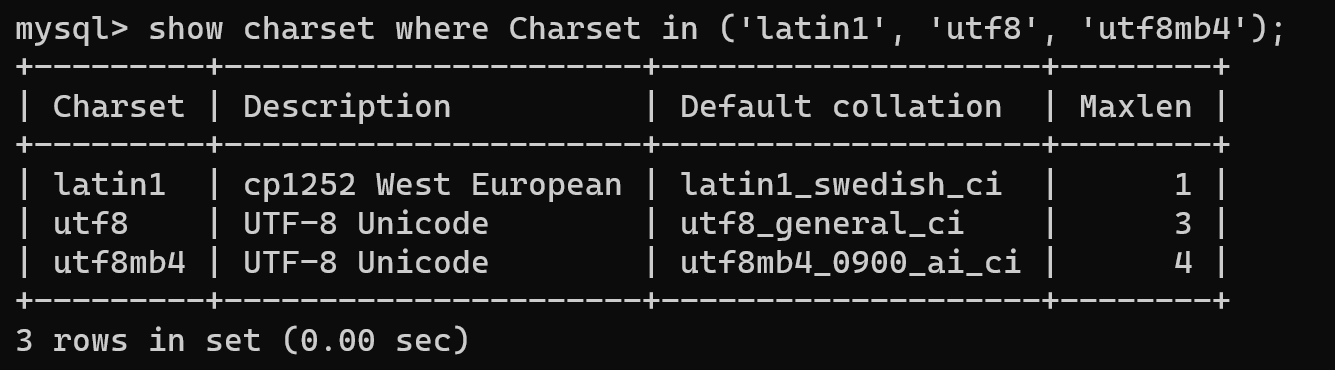 mysql> show charset where Charset in ('latin1', 'utf8', 'utf8mb4');
+---------+----------------------+--------------------+--------+
| Charset | Description          | Default collation  | Maxlen |
+---------+----------------------+--------------------+--------+
| latin1  | cp1252 West European | latin1_swedish_ci  |      1 |
| utf8    | UTF-8 Unicode        | utf8_general_ci    |      3 |
| utf8mb4 | UTF-8 Unicode        | utf8mb4_0900_ai_ci |      4 |
+---------+----------------------+--------------------+--------+
3 rows in set (0.00 sec)